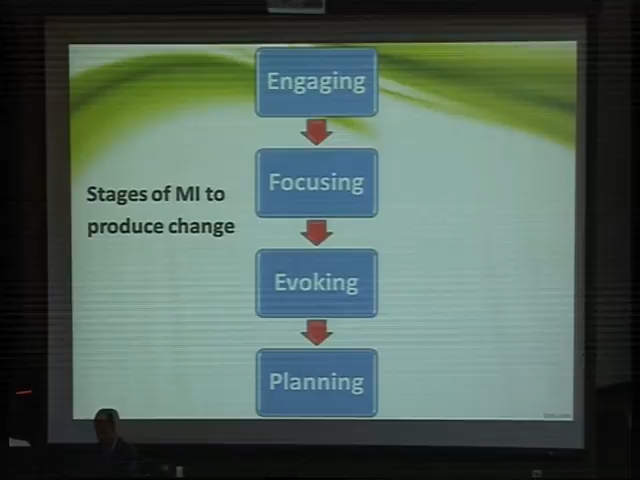 Engaging
Focusing
Stages of MI to
produce change
Evoking
Planning